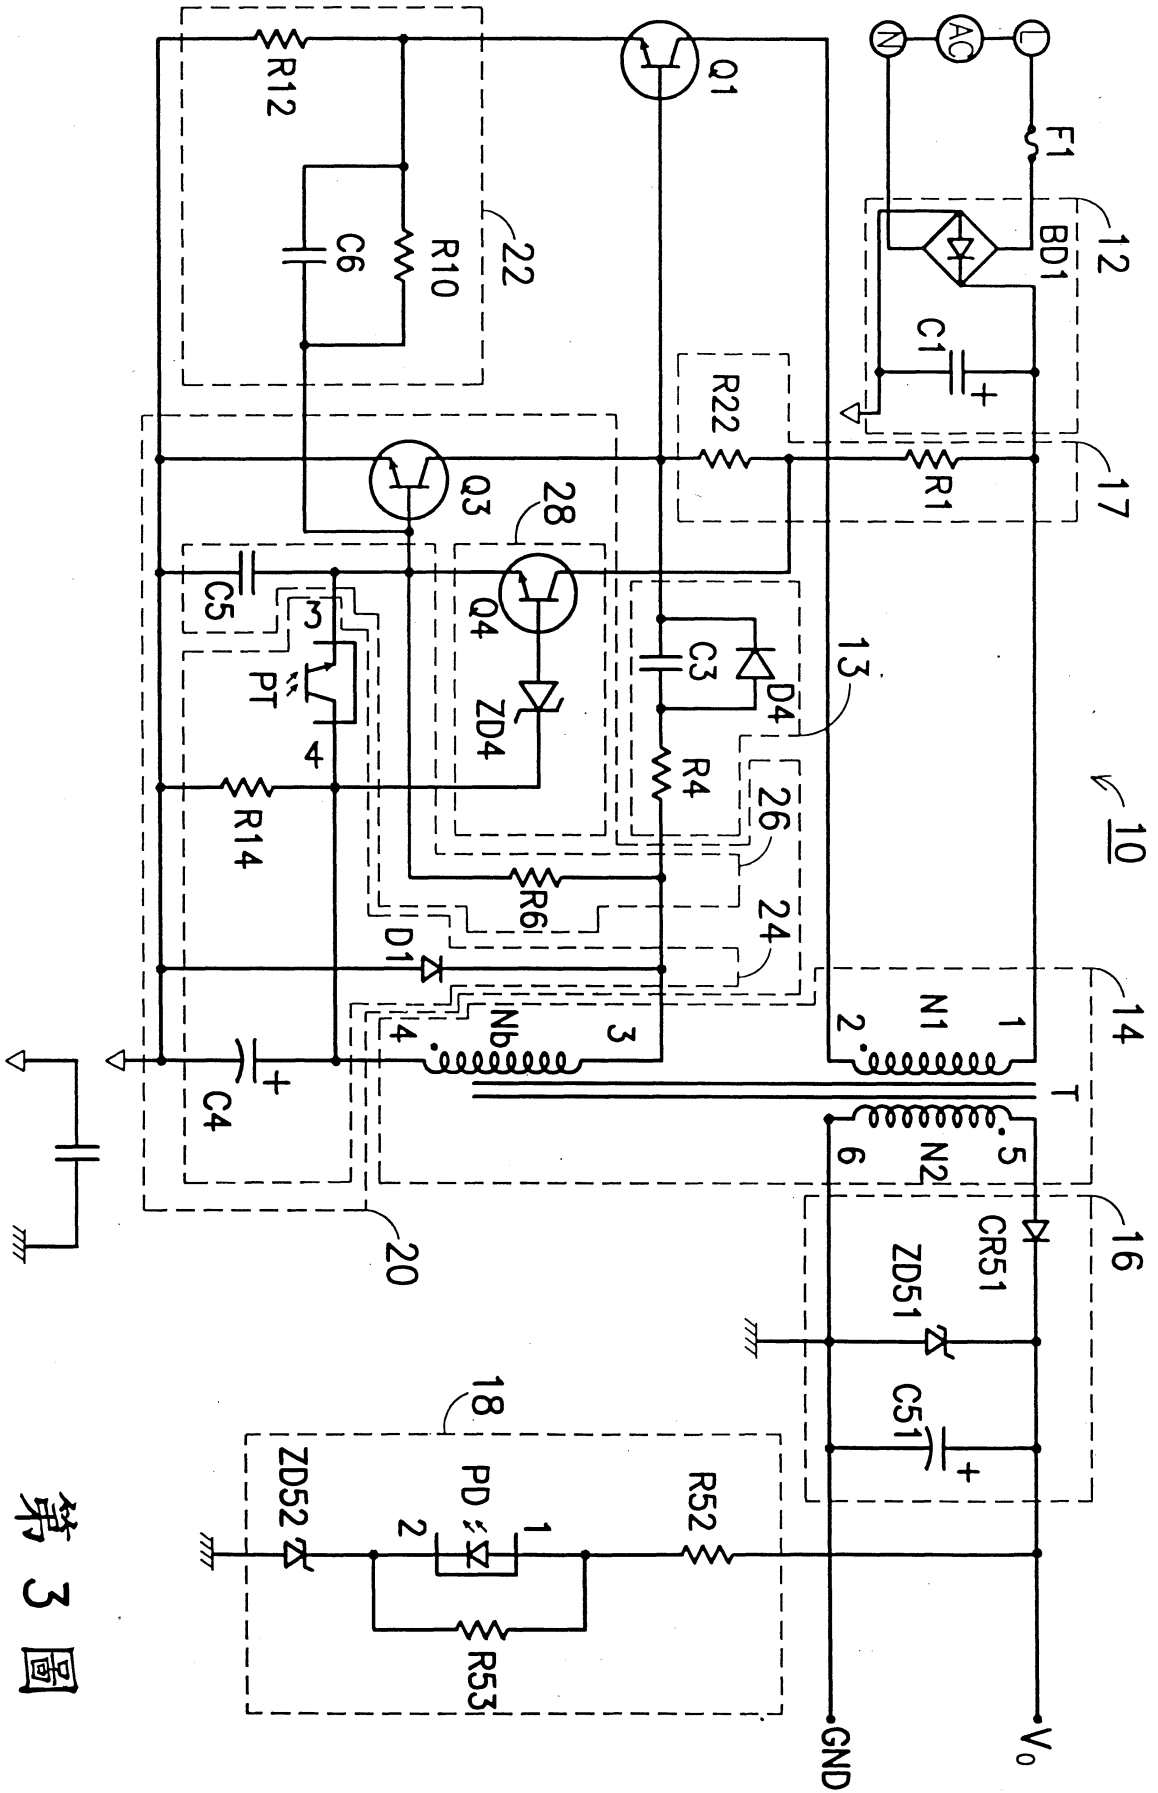 10
12
14
16
17
L
AC
N
F1
BD1
C1
+
R1
R22
N1
1
2
T
N2
5
6
CR51
ZD51
C51
+
V0
GND
13
D4
C3
R4
26
24
Q1
22
R12
R10
C6
Q3
28
Q4
ZD4
R6
D1
Nb
3
4
C5
3
PT
4
R14
C4
+
20
18
R52
PD
1
2
R53
ZD52
第 3 圖